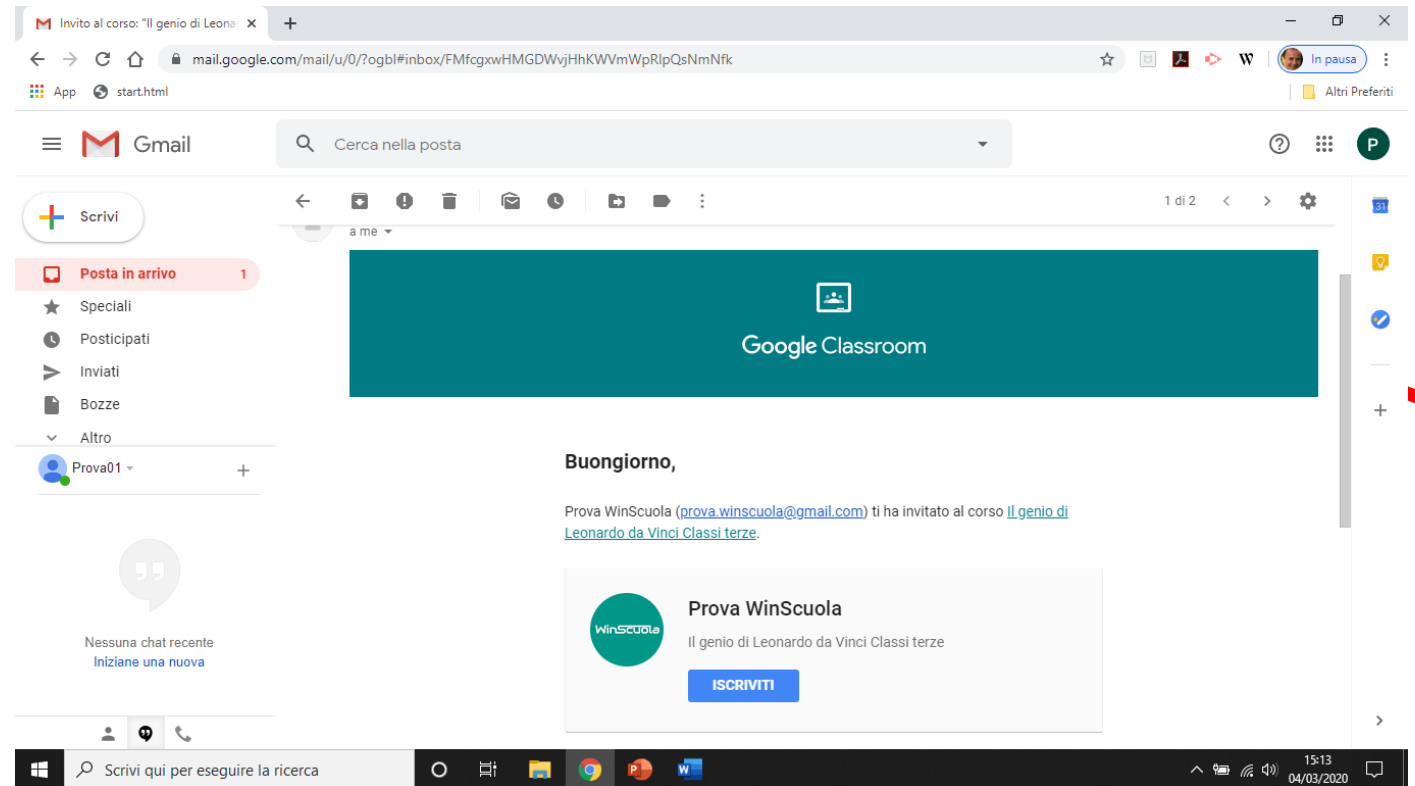 Invito al corso: "Il genio di Leona
mail.google.com/mail/u/0/?ogbl#inbox/FMfcgxwHMGDWvjHhKWVmWpRlpQsNmNfk
W
In pausa
App
start.html
Altri Preferiti
Gmail
Cerca nella posta
P
Scrivi
1 di 2
31
a me
Posta in arrivo 1
Speciali
Posticipati
Inviati
Bozze
Altro
Google Classroom
Prova01
Buongiorno,
Prova WinScuola (prova.winscuola@gmail.com) ti ha invitato al corso Il genio di
Leonardo da Vinci Classi terze.
WinScuola
Prova WinScuola
Il genio di Leonardo da Vinci Classi terze
ISCRIVITI
Nessuna chat recente
Iniziane una nuova
Scrivi qui per eseguire la ricerca
15:13
04/03/2020